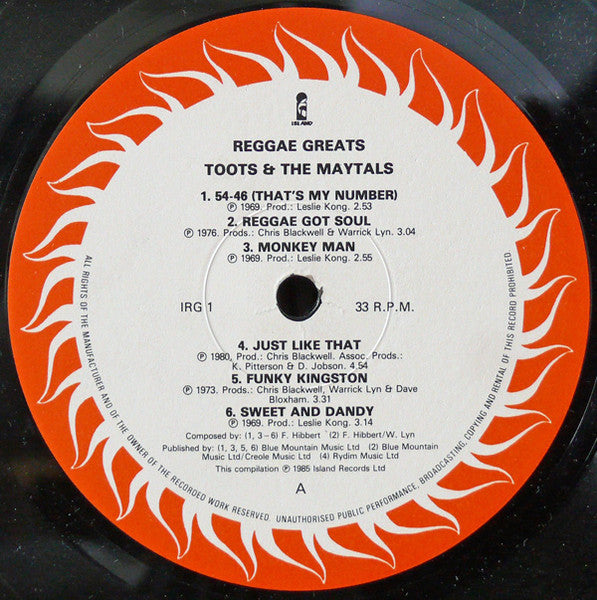 ISLAND
REGGAE GREATS
TOOTS & THE MAYTALS
1. 54-46 (THAT'S MY NUMBER)
℗ 1969. Prod.: Leslie Kong. 2.53
2. REGGAE GOT SOUL
℗ 1976. Prods.: Chris Blackwell & Warrick Lyn. 3.04
3. MONKEY MAN
℗ 1969. Prod.: Leslie Kong. 2.55
IRG 1
33 R.P.M.
4. JUST LIKE THAT
℗ 1980, Prod.: Chris Blackwell. Assoc. Prods.:
K. Pitterson & D. Jobson. 4.54
5. FUNKY KINGSTON
℗ 1973. Prods.: Chris Blackwell, Warrick Lyn & Dave
Bloxham. 3.31
6. SWEET AND DANDY
℗ 1969. Prod.: Leslie Kong. 3.14
Composed by: (1, 3-6) F. Hibbert (2) F. Hibbert/W. Lyn
Published by: (1, 3, 5, 6) Blue Mountain Music Ltd (2) Blue Mountain
Music Ltd/Creole Music Ltd (4) Rydim Music Ltd
This compilation ℗ 1985 Island Records Ltd
A
ALL RIGHTS OF THE MANUFACTURER AND OF THE OWNER OF THE RECORDED WORK RESERVED. UNAUTHORISED PUBLIC PERFORMANCE, BROADCASTING, COPYING AND RENTAL OF THIS RECORD PROHIBITED.